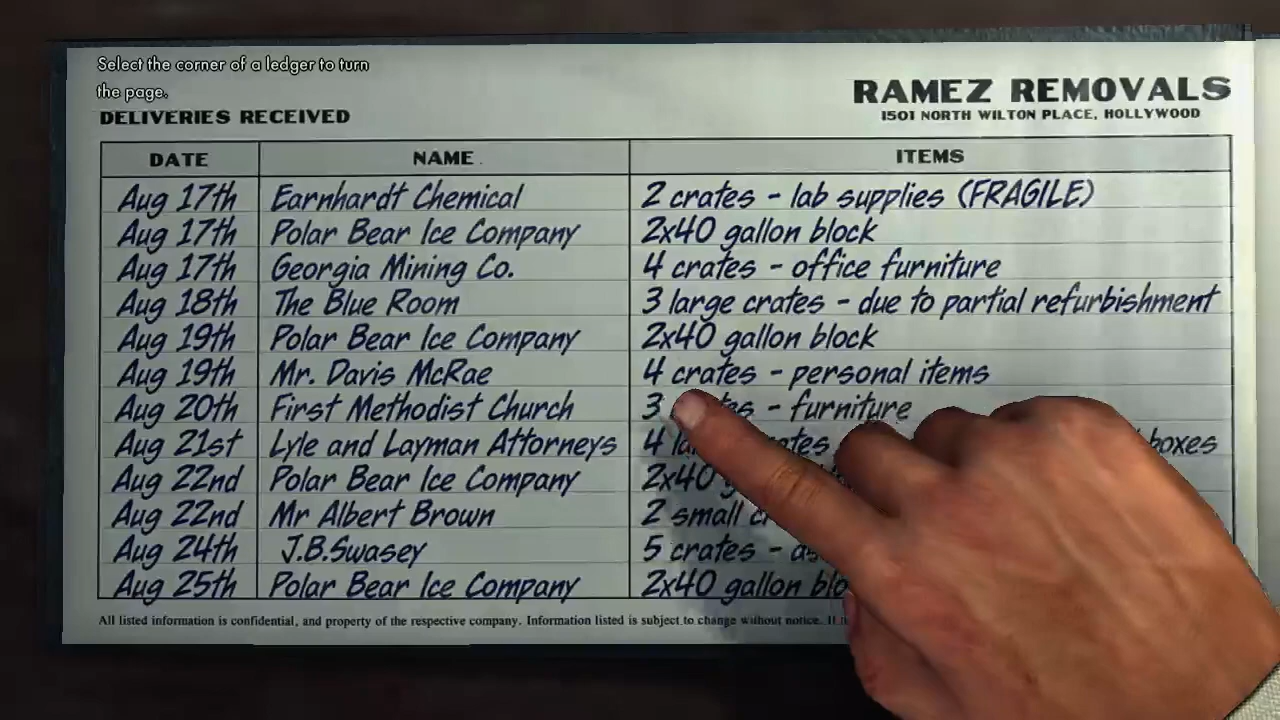 Select the corner of a ledger to turn
the page.
RAMEZ REMOVALS
1501 NORTH WILTON PLACE, HOLLYWOOD
DELIVERIES RECEIVED
DATE NAME ITEMS
Aug 17th Earnhardt Chemical 2 crates - lab supplies (FRAGILE)
Aug 17th Polar Bear Ice Company 2x40 gallon block
Aug 17th Georgia Mining Co. 4 crates - office furniture
Aug 18th The Blue Room 3 large crates - due to partial refurbishment
Aug 19th Polar Bear Ice Company 2x40 gallon block
Aug 19th Mr. Davis McRae 4 crates - personal items
Aug 20th First Methodist Church 3 - furniture
Aug 21st Lyle and Layman Attorneys 4 boxes
Aug 22nd Polar Bear Ice Company 2x40
Aug 22nd Mr Albert Brown 2 small
Aug 24th J.B.Swasey 5 crates -
Aug 25th Polar Bear Ice Company 2x40 gallon
All listed information is confidential, and property of the respective company. Information listed is subject to change without notice.